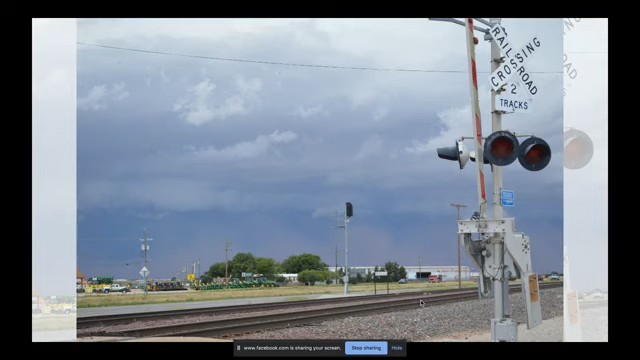 RAILROAD
CROSSING
2
TRACKS
www.facebook.com is sharing your screen.
Stop sharing
Hide